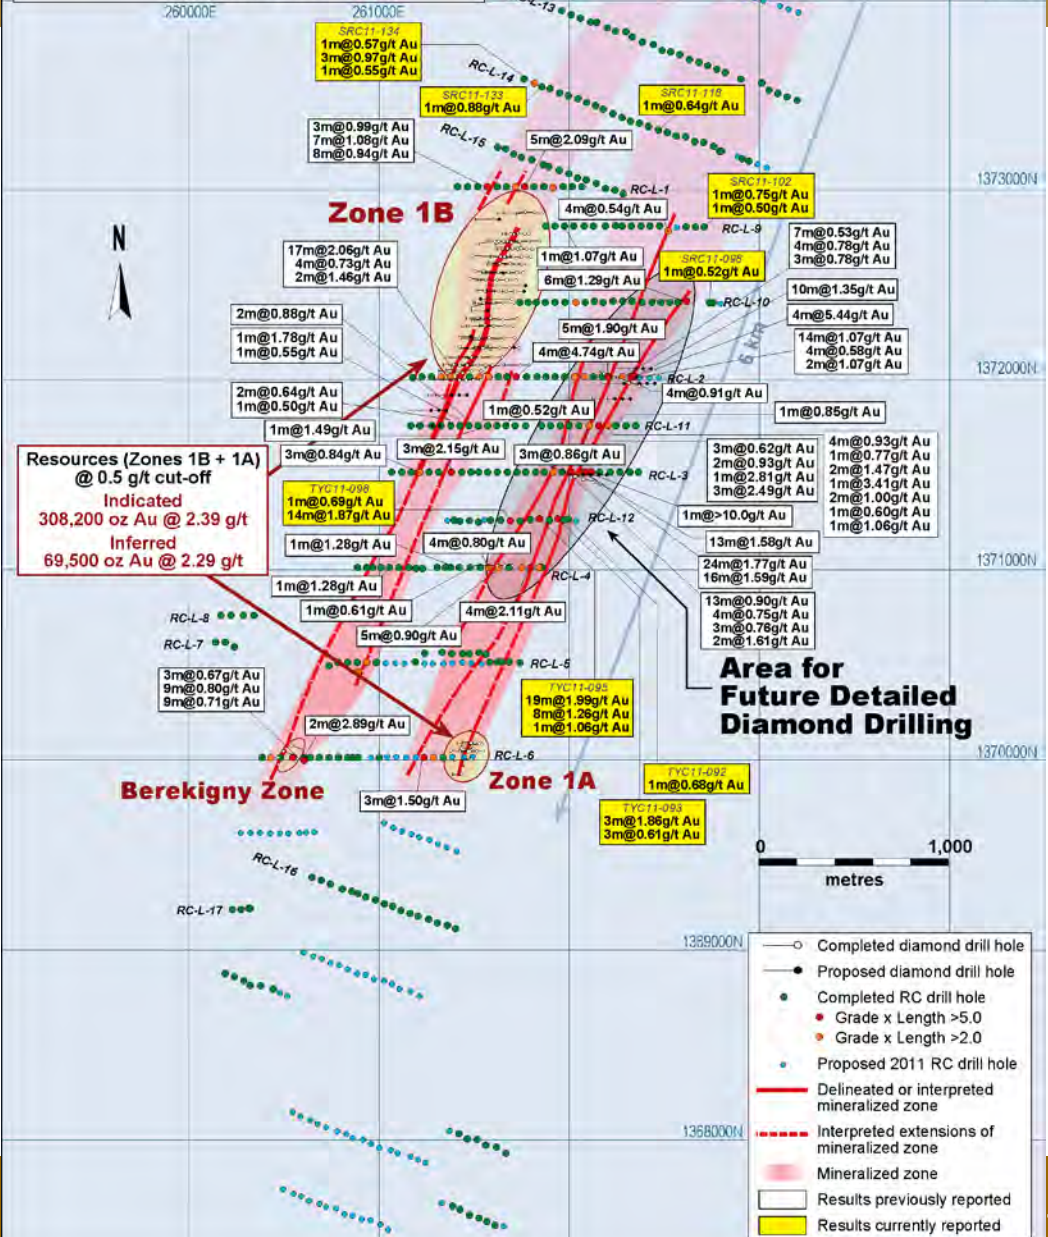 260000E
261000E
RC-L-13
SRC11-134
1m@0.57g/t Au
3m@0.97g/t Au
1m@0.55g/t Au
RC-L-14
SRC11-133
1m@0.88g/t Au
SRC11-118
1m@0.64g/t Au
3m@0.99g/t Au
7m@1.08g/t Au
8m@0.94g/t Au
RC-L-15
5m@2.09g/t Au
1373000N
RC-L-1
SRC11-102
1m@0.75g/t Au
1m@0.50g/t Au
Zone 1B
4m@0.54g/t Au
RC-L-9
N
7m@0.53g/t Au
4m@0.78g/t Au
3m@0.78g/t Au
17m@2.06g/t Au
4m@0.73g/t Au
2m@1.46g/t Au
1m@1.07g/t Au
SRC11-098
1m@0.52g/t Au
6m@1.29g/t Au
10m@1.35g/t Au
RC-L-10
2m@0.88g/t Au
4m@5.44g/t Au
5m@1.90g/t Au
1m@1.78g/t Au
1m@0.55g/t Au
14m@1.07g/t Au
4m@0.58g/t Au
2m@1.07g/t Au
6 km
4m@4.74g/t Au
1372000N
RC-L-2
2m@0.64g/t Au
1m@0.50g/t Au
4m@0.91g/t Au
1m@0.52g/t Au
1m@0.85g/t Au
1m@1.49g/t Au
RC-L-11
3m@0.84g/t Au
3m@2.15g/t Au
3m@0.86g/t Au
3m@0.62g/t Au
2m@0.93g/t Au
1m@2.81g/t Au
3m@2.49g/t Au
4m@0.93g/t Au
1m@0.77g/t Au
2m@1.47g/t Au
1m@3.41g/t Au
2m@1.00g/t Au
1m@0.60g/t Au
1m@1.06g/t Au
Resources (Zones 1B + 1A)
@ 0.5 g/t cut-off
Indicated
308,200 oz Au @ 2.39 g/t
Inferred
69,500 oz Au @ 2.29 g/t
RC-L-3
TYC11-098
1m@0.69g/t Au
14m@1.87g/t Au
RC-L-12
1m@>10.0g/t Au
1m@1.28g/t Au
4m@0.80g/t Au
13m@1.58g/t Au
24m@1.77g/t Au
16m@1.59g/t Au
1371000N
RC-L-4
1m@1.28g/t Au
1m@0.61g/t Au
4m@2.11g/t Au
13m@0.90g/t Au
4m@0.75g/t Au
3m@0.76g/t Au
2m@1.61g/t Au
RC-L-8
5m@0.90g/t Au
RC-L-7
RC-L-5
Area for
Future Detailed
Diamond Drilling
3m@0.67g/t Au
9m@0.80g/t Au
9m@0.71g/t Au
TYC11-095
19m@1.99g/t Au
8m@1.26g/t Au
1m@1.06g/t Au
2m@2.89g/t Au
RC-L-6
1370000N
Berekigny Zone
Zone 1A
TYC11-092
1m@0.68g/t Au
3m@1.50g/t Au
TYC11-093
3m@1.86g/t Au
3m@0.61g/t Au
0 1,000
metres
RC-L-16
RC-L-17
1369000N
Completed diamond drill hole
Proposed diamond drill hole
Completed RC drill hole
Grade x Length >5.0
Grade x Length >2.0
Proposed 2011 RC drill hole
Delineated or interpreted
mineralized zone
1368000N
Interpreted extensions of
mineralized zone
Mineralized zone
Results previously reported
Results currently reported